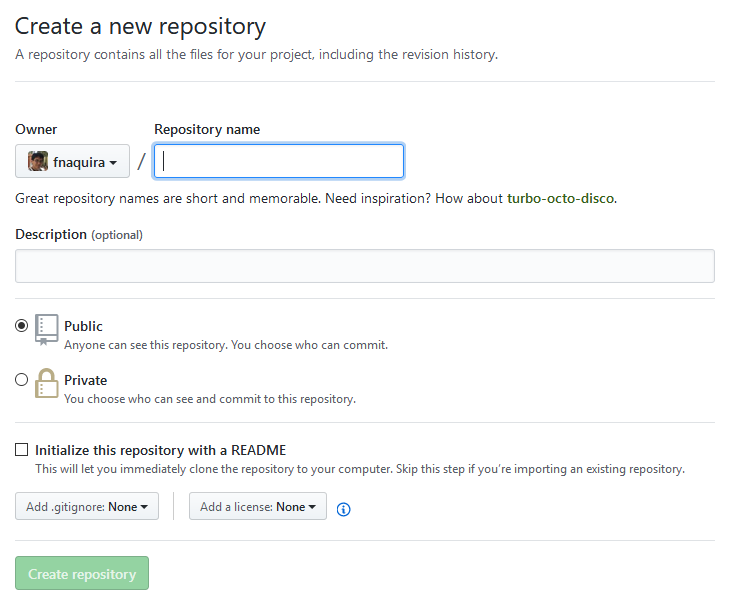 Create a new repository
A repository contains all the files for your project, including the revision history.
Owner Repository name
fnaquira /
Great repository names are short and memorable. Need inspiration? How about turbo-octo-disco.
Description (optional)
Public
Anyone can see this repository. You choose who can commit.
Private
You choose who can see and commit to this repository.
Initialize this repository with a README
This will let you immediately clone the repository to your computer. Skip this step if you’re importing an existing repository.
Add .gitignore: None Add a license: None
Create repository